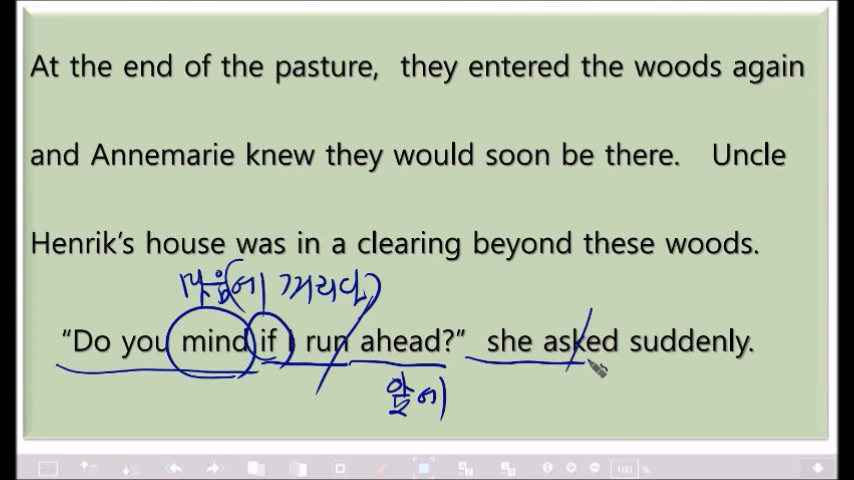 At the end of the pasture, they entered the woods again
and Annemarie knew they would soon be there. Uncle
Henrik's house was in a clearing beyond these woods.
마음(에 꺼리다)
“Do you mind if I run ahead?” she asked suddenly.
앞에
100 %